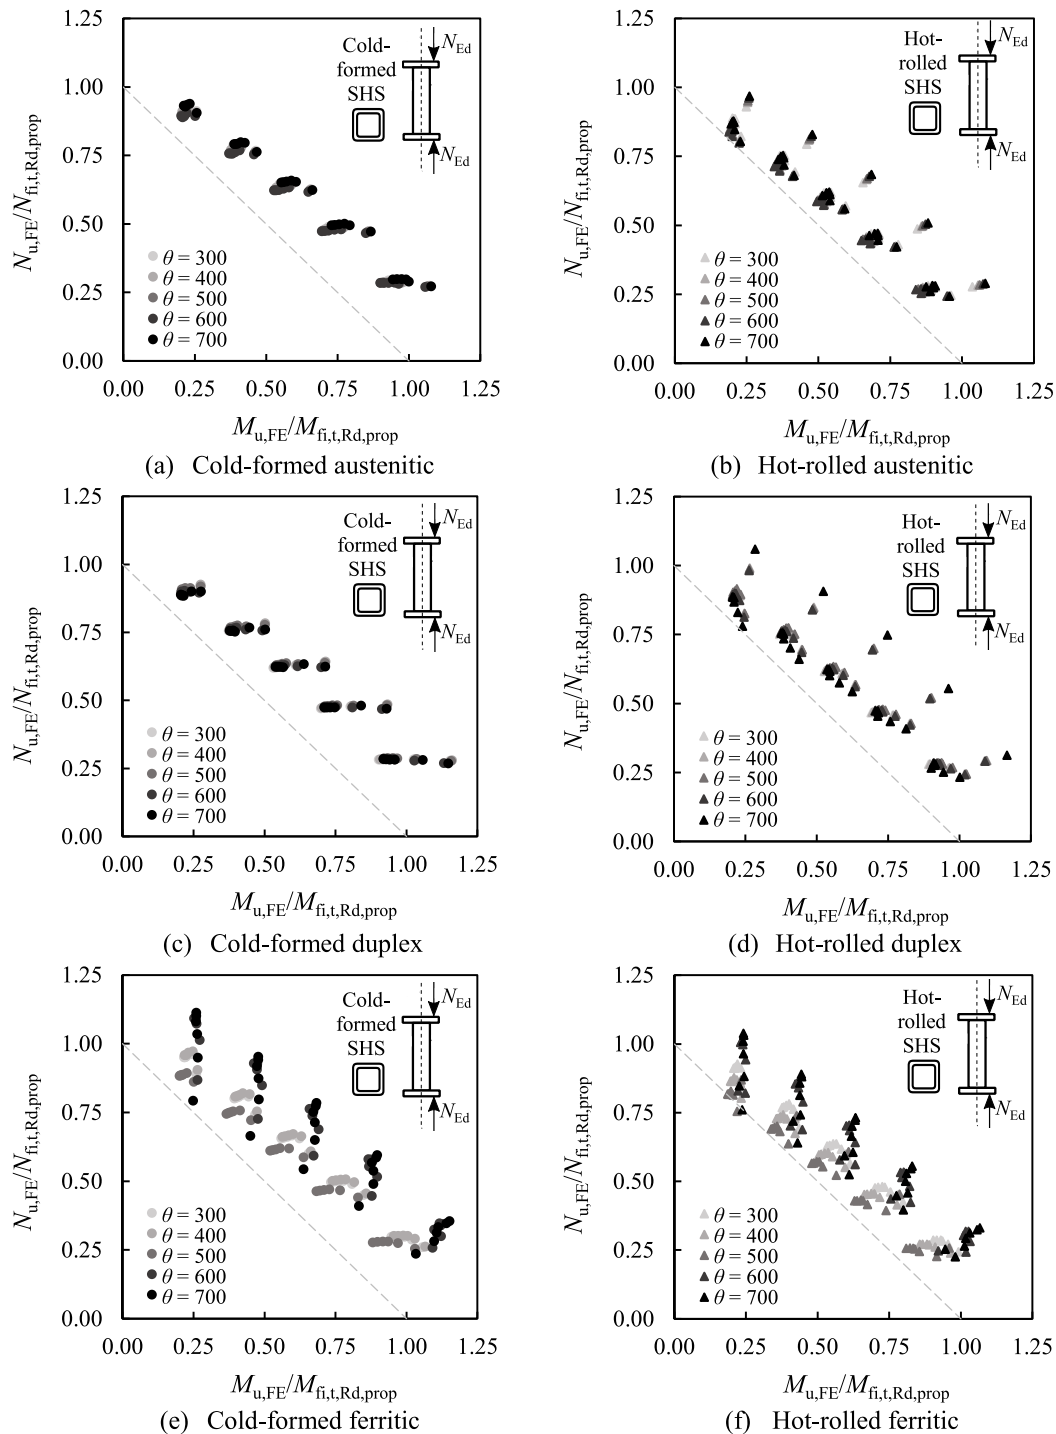 1.25
1.00
0.75
0.50
0.25
0.00
N_u,FE/N_fi,t,Rd,prop
Cold-
formed
SHS
N_Ed
N_Ed
θ = 300
θ = 400
θ = 500
θ = 600
θ = 700
0.00 0.25 0.50 0.75 1.00 1.25
M_u,FE/M_fi,t,Rd,prop
(a) Cold-formed austenitic
1.25
1.00
0.75
0.50
0.25
0.00
N_u,FE/N_fi,t,Rd,prop
Hot-
rolled
SHS
N_Ed
N_Ed
θ = 300
θ = 400
θ = 500
θ = 600
θ = 700
0.00 0.25 0.50 0.75 1.00 1.25
M_u,FE/M_fi,t,Rd,prop
(b) Hot-rolled austenitic
1.25
1.00
0.75
0.50
0.25
0.00
N_u,FE/N_fi,t,Rd,prop
Cold-
formed
SHS
N_Ed
N_Ed
θ = 300
θ = 400
θ = 500
θ = 600
θ = 700
0.00 0.25 0.50 0.75 1.00 1.25
M_u,FE/M_fi,t,Rd,prop
(c) Cold-formed duplex
1.25
1.00
0.75
0.50
0.25
0.00
N_u,FE/N_fi,t,Rd,prop
Hot-
rolled
SHS
N_Ed
N_Ed
θ = 300
θ = 400
θ = 500
θ = 600
θ = 700
0.00 0.25 0.50 0.75 1.00 1.25
M_u,FE/M_fi,t,Rd,prop
(d) Hot-rolled duplex
1.25
1.00
0.75
0.50
0.25
0.00
N_u,FE/N_fi,t,Rd,prop
Cold-
formed
SHS
N_Ed
N_Ed
θ = 300
θ = 400
θ = 500
θ = 600
θ = 700
0.00 0.25 0.50 0.75 1.00 1.25
M_u,FE/M_fi,t,Rd,prop
(e) Cold-formed ferritic
1.25
1.00
0.75
0.50
0.25
0.00
N_u,FE/N_fi,t,Rd,prop
Hot-
rolled
SHS
N_Ed
N_Ed
θ = 300
θ = 400
θ = 500
θ = 600
θ = 700
0.00 0.25 0.50 0.75 1.00 1.25
M_u,FE/M_fi,t,Rd,prop
(f) Hot-rolled ferritic